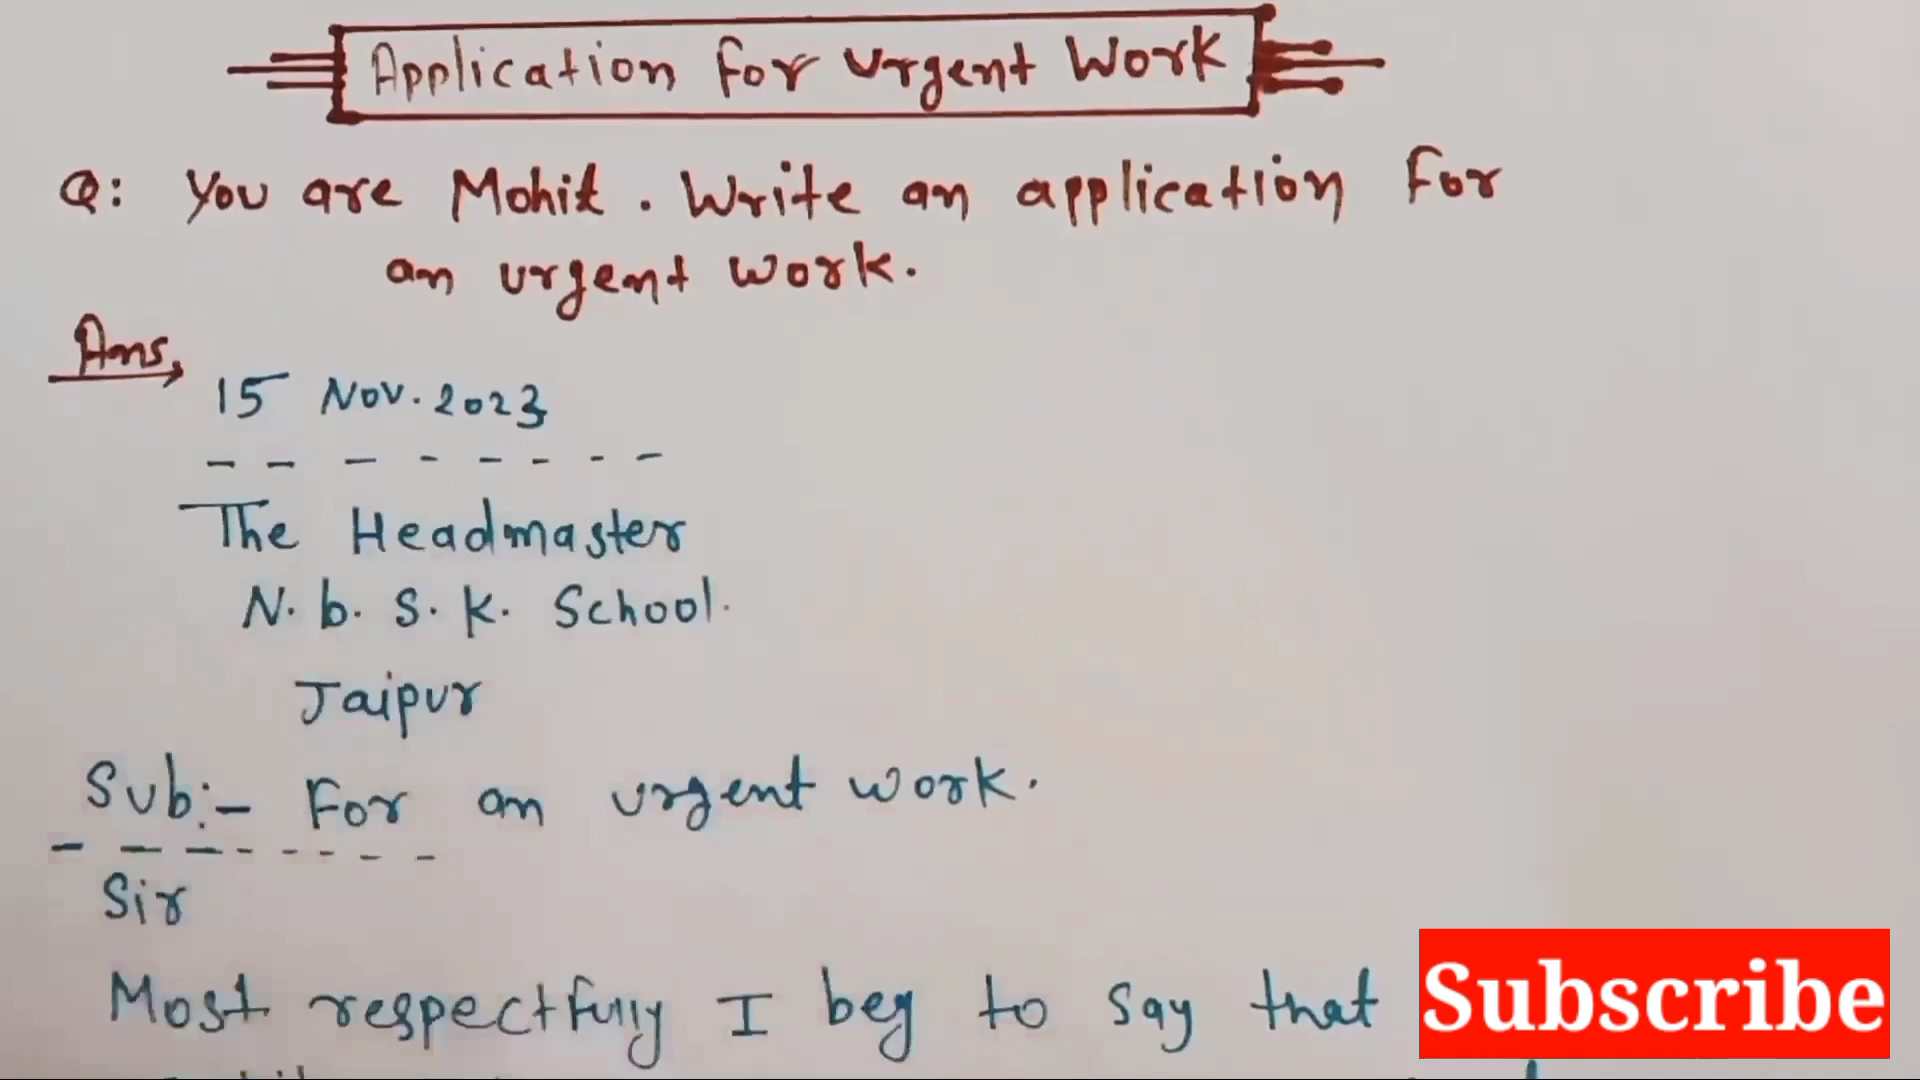 Application for Urgent Work
Q: You are Mohit. Write an application for
an urgent work.
Ans,
15 Nov. 2023
The Headmaster
N. b. S. K. School.
Jaipur
Sub:- For an urgent work.
Sir
Most respectfully I beg to say that
Subscribe